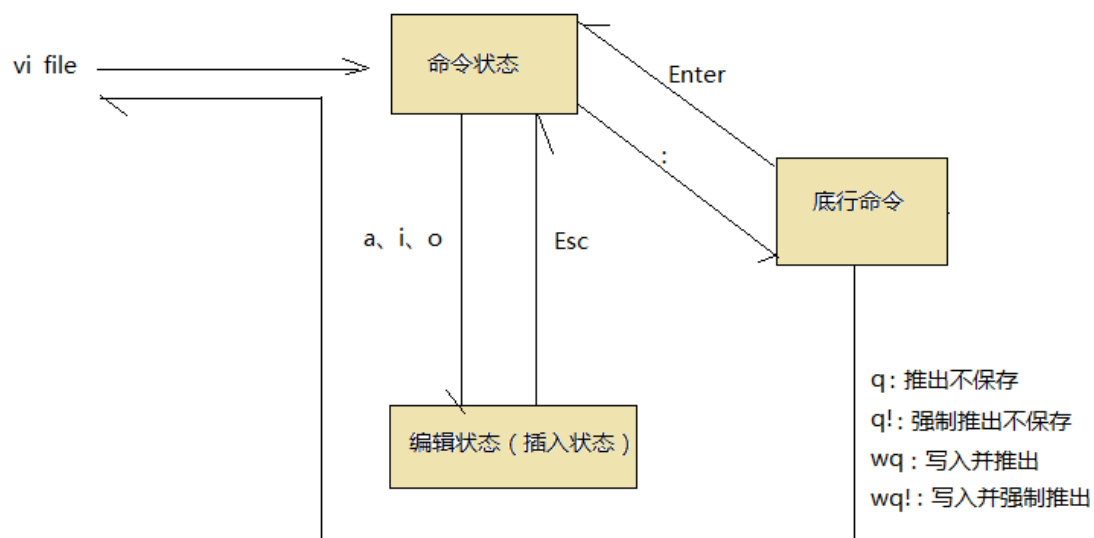 vi file
命令状态
Enter
:
底行命令
a、i、o
Esc
编辑状态（插入状态）
q：推出不保存
q!：强制推出不保存
wq：写入并推出
wq!：写入并强制推出